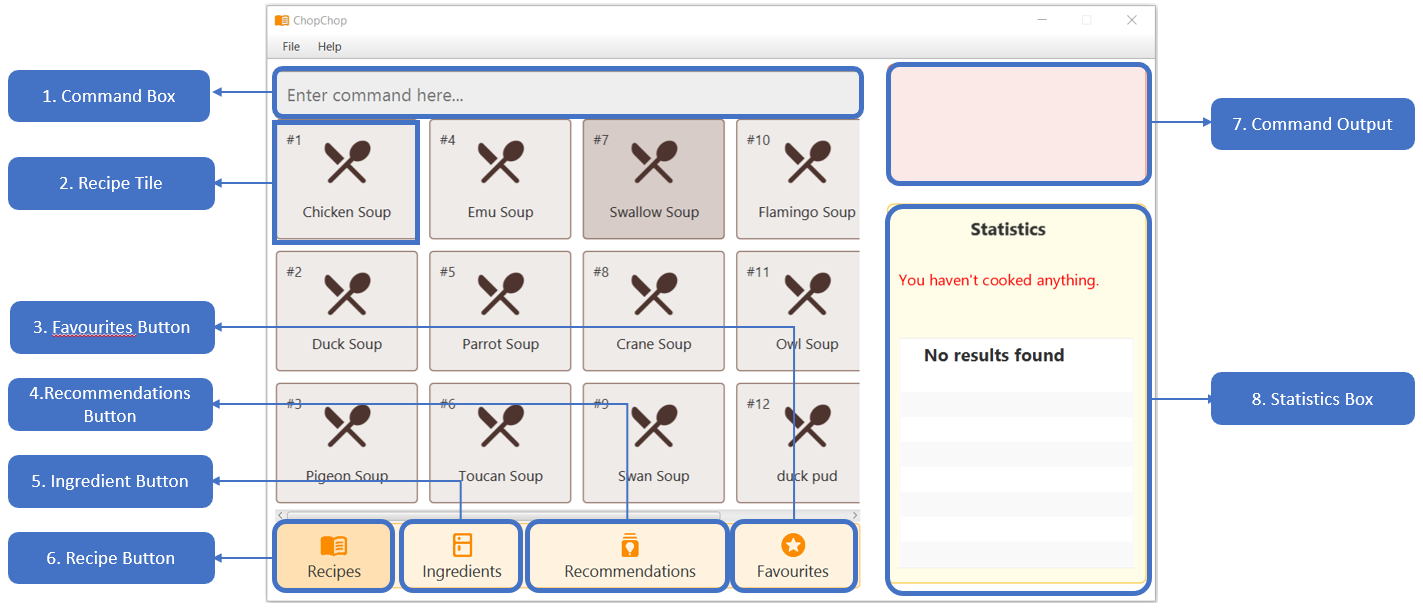 ChopChop
File Help
1. Command Box
Enter command here...
7. Command Output
#1
#4
#7
#10
2. Recipe Tile
Chicken Soup
Emu Soup
Swallow Soup
Flamingo Soup
Statistics
You haven't cooked anything.
#2
#5
#8
#11
3. Favourites Button
Duck Soup
Parrot Soup
Crane Soup
Owl Soup
No results found
4.Recommendations
Button
#3
#6
#9
#12
8. Statistics Box
5. Ingredient Button
Pigeon Soup
Toucan Soup
Swan Soup
duck pud
6. Recipe Button
Recipes
Ingredients
Recommendations
Favourites